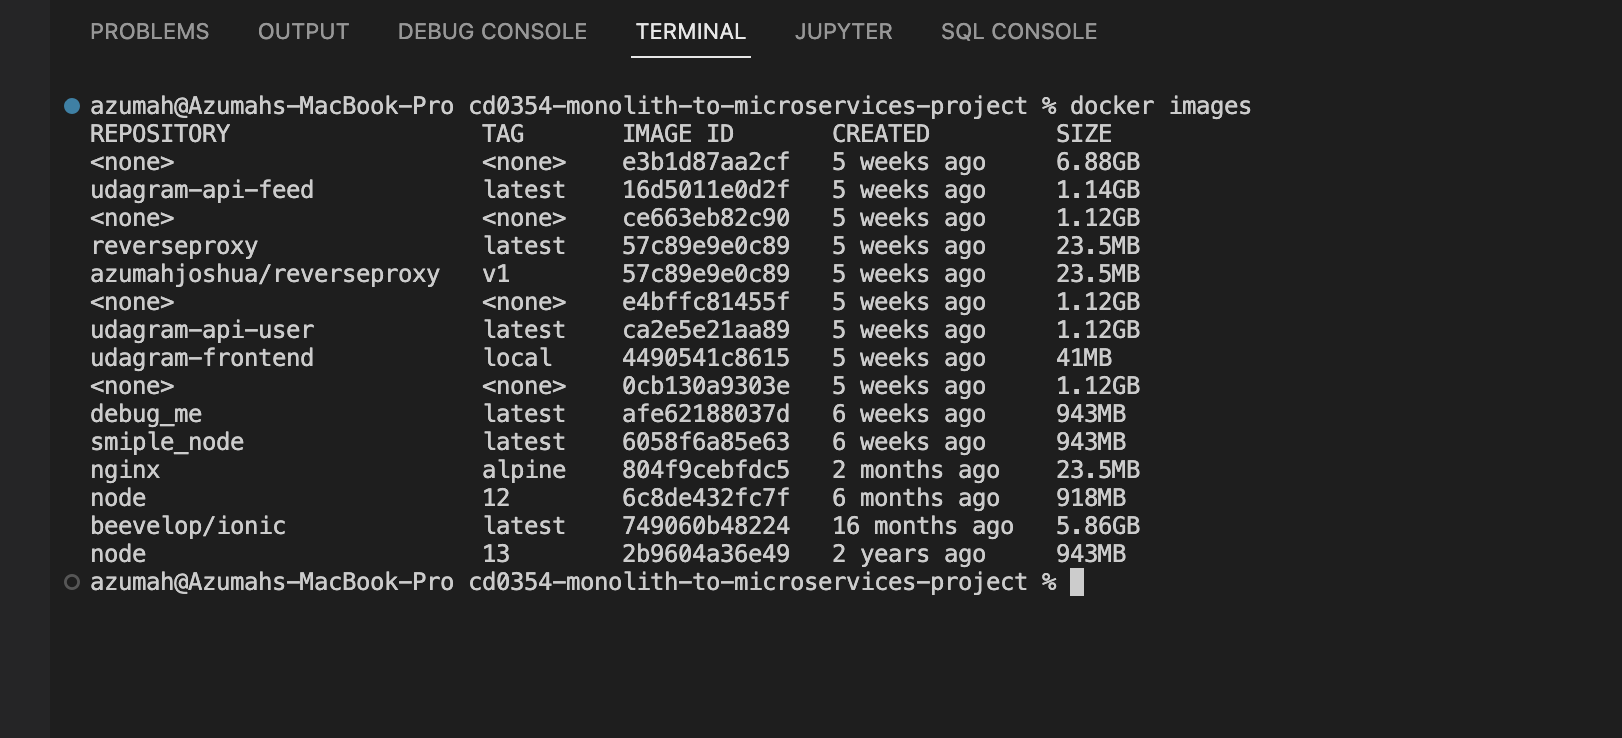 PROBLEMS OUTPUT DEBUG CONSOLE TERMINAL JUPYTER SQL CONSOLE
azumah@Azumahs-MacBook-Pro cd0354-monolith-to-microservices-project % docker images
REPOSITORY TAG IMAGE ID CREATED SIZE
<none> <none> e3b1d87aa2cf 5 weeks ago 6.88GB
udagram-api-feed latest 16d5011e0d2f 5 weeks ago 1.14GB
<none> <none> ce663eb82c90 5 weeks ago 1.12GB
reverseproxy latest 57c89e9e0c89 5 weeks ago 23.5MB
azumahjoshua/reverseproxy v1 57c89e9e0c89 5 weeks ago 23.5MB
<none> <none> e4bffc81455f 5 weeks ago 1.12GB
udagram-api-user latest ca2e5e21aa89 5 weeks ago 1.12GB
udagram-frontend local 4490541c8615 5 weeks ago 41MB
<none> <none> 0cb130a9303e 5 weeks ago 1.12GB
debug_me latest afe62188037d 6 weeks ago 943MB
smiple_node latest 6058f6a85e63 6 weeks ago 943MB
nginx alpine 804f9cebfdc5 2 months ago 23.5MB
node 12 6c8de432fc7f 6 months ago 918MB
beevelop/ionic latest 749060b48224 16 months ago 5.86GB
node 13 2b9604a36e49 2 years ago 943MB
azumah@Azumahs-MacBook-Pro cd0354-monolith-to-microservices-project %